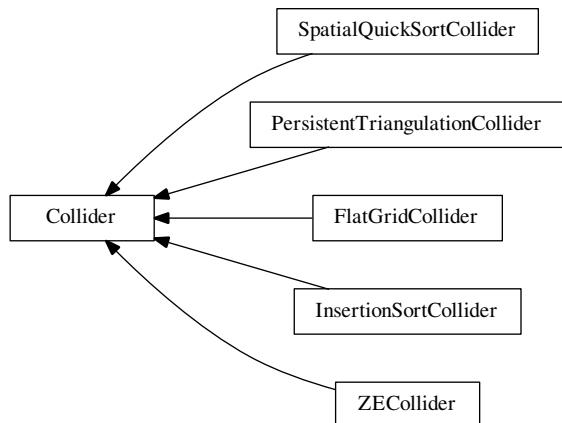 SpatialQuickSortCollider
PersistentTriangulationCollider
Collider
FlatGridCollider
InsertionSortCollider
ZECollider